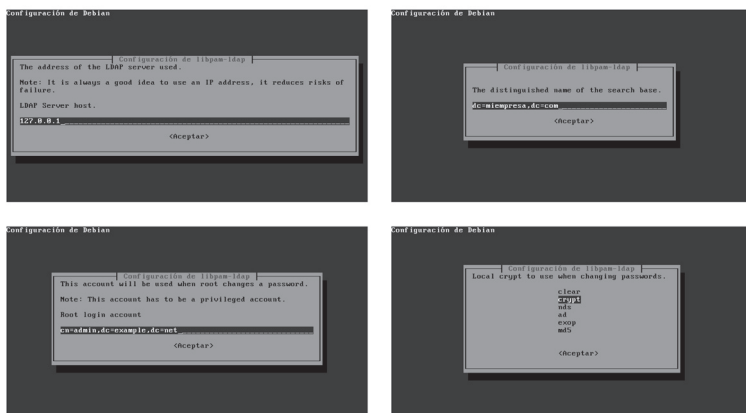 Configuración de Debian
Configuración de libpam-ldap
The address of the LDAP server used.
Note: It is always a good idea to use an IP address, it reduces risks of
failure.
LDAP Server host.
127.0.0.1
<Aceptar>
Configuración de Debian
Configuración de libpam-ldap
The distinguished name of the search base.
dc=miempresa,dc=com
<Aceptar>
Configuración de Debian
Configuración de libpam-ldap
This account will be used when root changes a password.
Note: This account has to be a privileged account.
Root login account
cn=admin,dc=example,dc=net
<Aceptar>
Configuración de Debian
Configuración de libpam-ldap
Local crypt to use when changing passwords.
clear
crypt
nds
ad
exop
md5
<Aceptar>